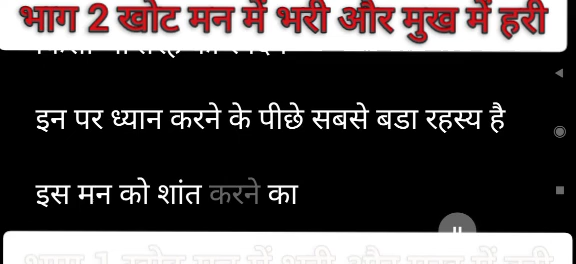 भाग 2 खोट मन में भरी और मुख में हरी
इन पर ध्यान करने के पीछे सबसे बडा रहस्य है
इस मन को शांत करने का